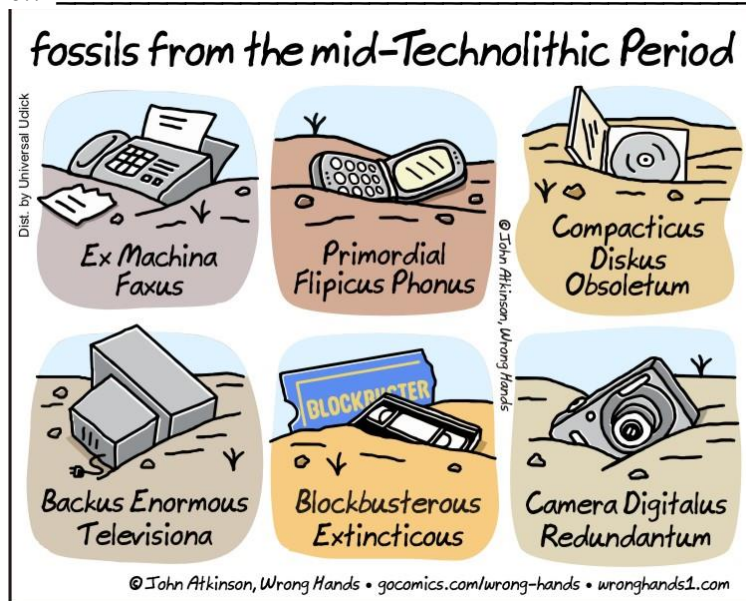 fossils from the mid-Technolithic Period
Dist. by Universal Uclick
Ex Machina
Faxus
Primordial
Flipicus Phonus
Compacticus
Diskus
Obsoletum
© John Atkinson, Wrong Hands
Backus Enormous
Televisiona
BLOCKBUSTER
Blockbusterous
Extincticous
Camera Digitalus
Redundantum
© John Atkinson, Wrong Hands • gocomics.com/wrong-hands • wronghands1.com